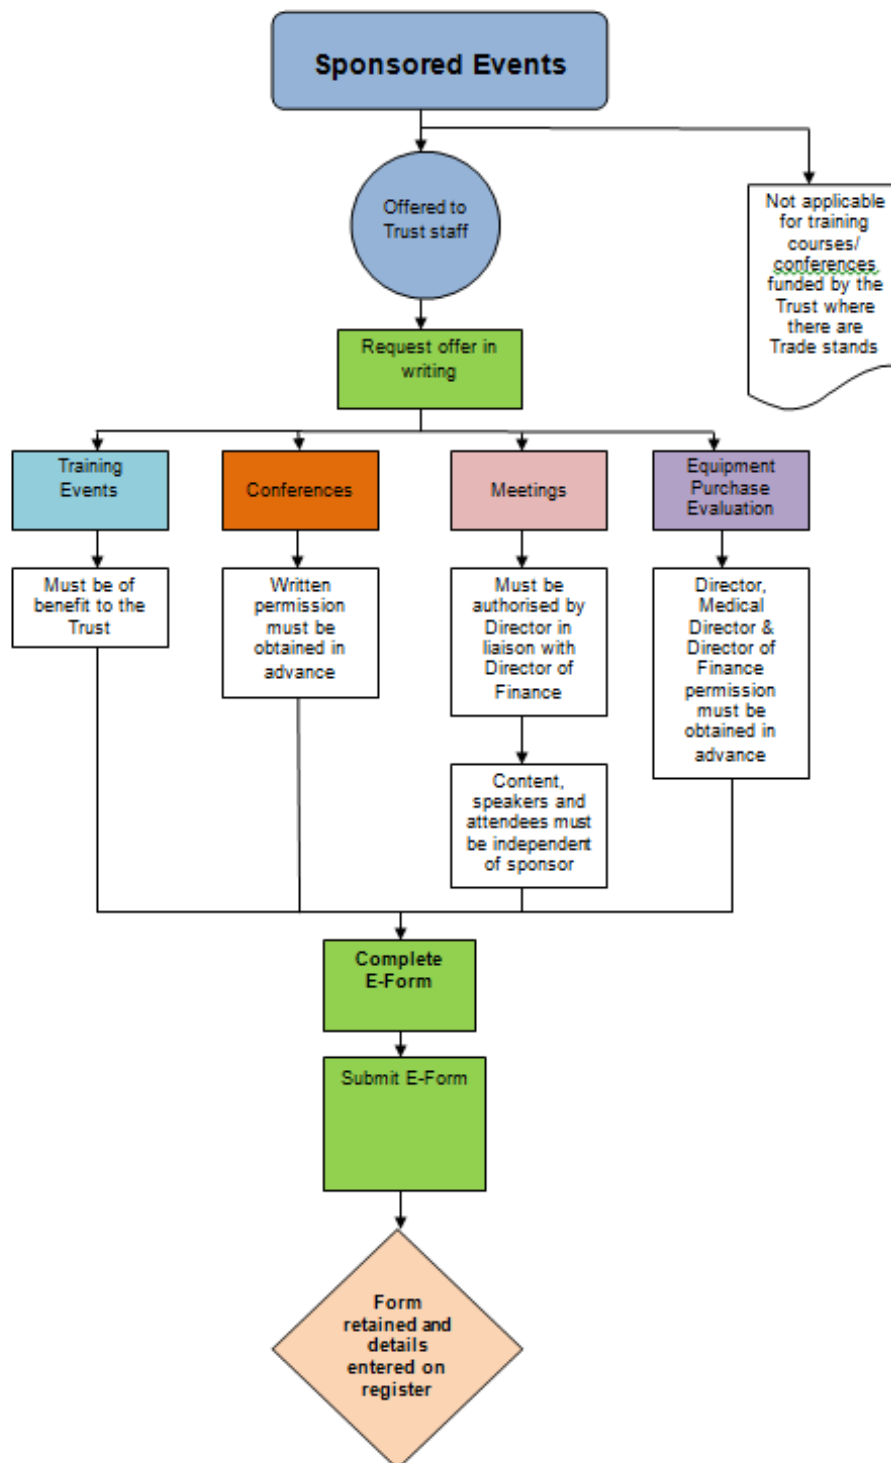 Sponsored Events
Offered to
Trust staff
Not applicable
for training
courses/
conferences,
funded by the
Trust where
there are
Trade stands
Request offer in
writing
Training
Events
Conferences
Meetings
Equipment
Purchase
Evaluation
Must be of
benefit to the
Trust
Written
permission
must be
obtained in
advance
Must be
authorised by
Director in
liaison with
Director of
Finance
Director,
Medical
Director &
Director of
Finance
permission
must be
obtained in
advance
Content,
speakers and
attendees must
be independent
of sponsor
Complete
E-Form
Submit E-Form
Form
retained and
details
entered on
register